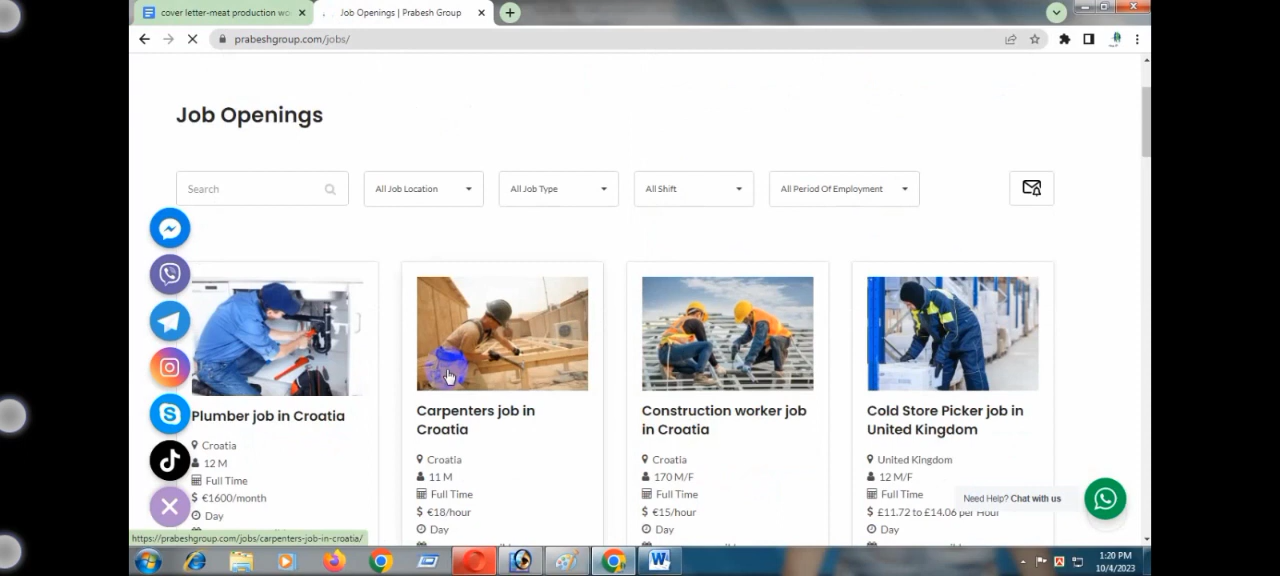 cover letter-meat production wo
Job Openings | Prabesh Group
prabeshgroup.com/jobs/
Job Openings
Search
All Job Location
All Job Type
All Shift
All Period Of Employment
Plumber job in Croatia
Croatia
12 M
Full Time
$ €1600/month
Day
Carpenters job in
Croatia
Croatia
11 M
Full Time
$ €18/hour
Day
Construction worker job
in Croatia
Croatia
170 M/F
Full Time
$ €15/hour
Day
Cold Store Picker job in
United Kingdom
United Kingdom
12 M/F
Full Time
$ £11.72 to £14.06 per Hour
Day
Need Help? Chat with us
https://prabeshgroup.com/jobs/carpenters-job-in-croatia/
1:20 PM
10/4/2023